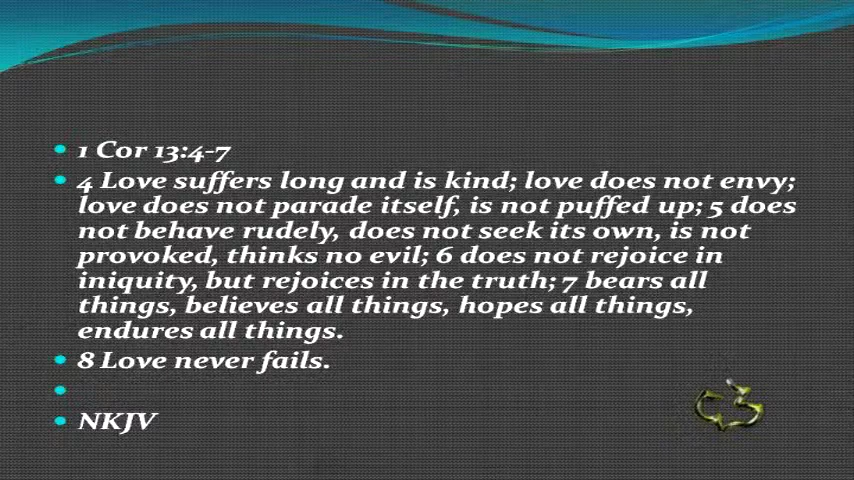 1 Cor 13:4-7
4 Love suffers long and is kind; love does not envy;
love does not parade itself, is not puffed up; 5 does
not behave rudely, does not seek its own, is not
provoked, thinks no evil; 6 does not rejoice in
iniquity, but rejoices in the truth; 7 bears all
things, believes all things, hopes all things,
endures all things.
8 Love never fails.
NKJV
C3